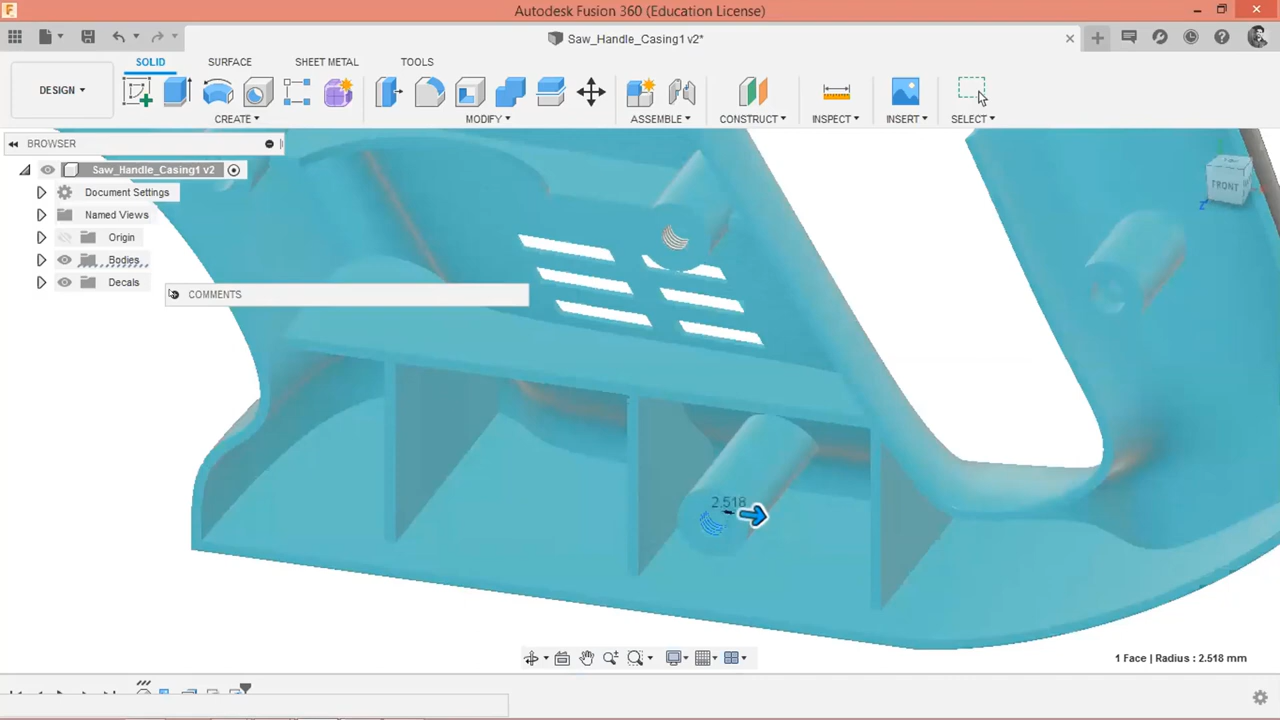 Autodesk Fusion 360 (Education License)
Saw_Handle_Casing1 v2*
SOLID SURFACE SHEET METAL TOOLS
DESIGN
CREATE MODIFY ASSEMBLE CONSTRUCT INSPECT INSERT SELECT
BROWSER
Saw_Handle_Casing1 v2
Document Settings
Named Views
Origin
Bodies
Decals
COMMENTS
FRONT
Z
2.518
1 Face | Radius : 2.518 mm